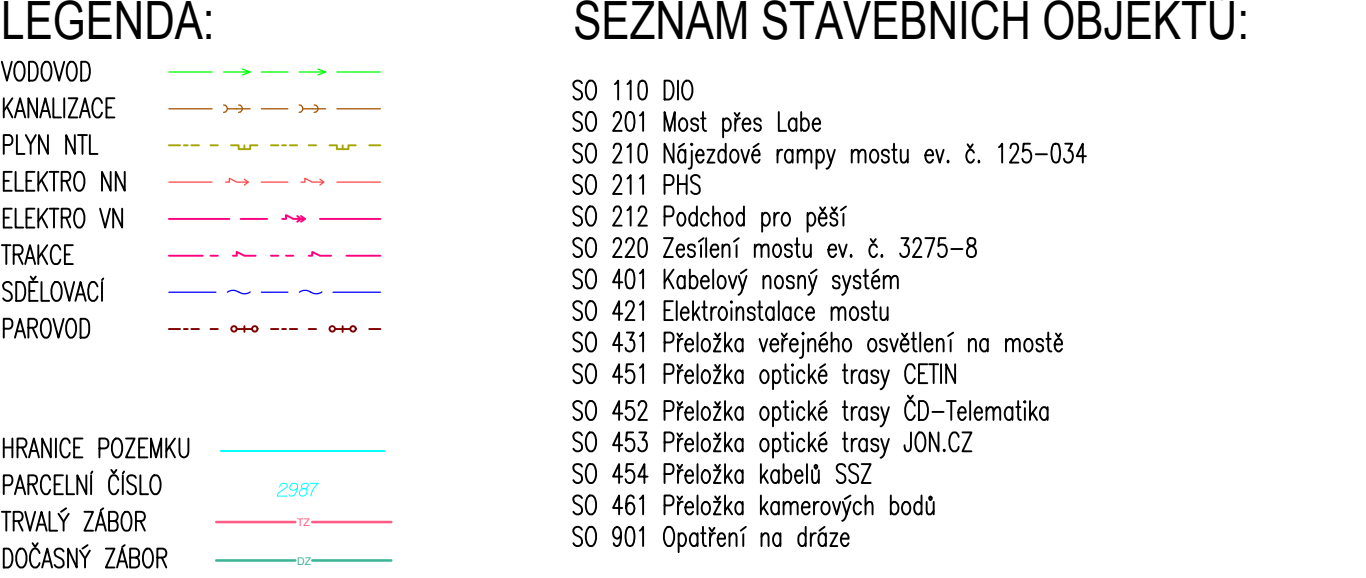 LEGENDA:
VODOVOD
KANALIZACE
PLYN NTL
ELEKTRO NN
ELEKTRO VN
TRAKCE
SDĚLOVACÍ
PAROVOD
HRANICE POZEMKU
PARCELNÍ ČÍSLO 2987
TRVALÝ ZÁBOR TZ
DOČASNÝ ZÁBOR DZ
SEZNAM STAVEBNÍCH OBJEKTŮ:
SO 110 DIO
SO 201 Most přes Labe
SO 210 Nájezdové rampy mostu ev. č. 125-034
SO 211 PHS
SO 212 Podchod pro pěší
SO 220 Zesílení mostu ev. č. 3275-8
SO 401 Kabelový nosný systém
SO 421 Elektroinstalace mostu
SO 431 Přeložka veřejného osvětlení na mostě
SO 451 Přeložka optické trasy CETIN
SO 452 Přeložka optické trasy ČD-Telematika
SO 453 Přeložka optické trasy JON.CZ
SO 454 Přeložka kabelů SSZ
SO 461 Přeložka kamerových bodů
SO 901 Opatření na dráze